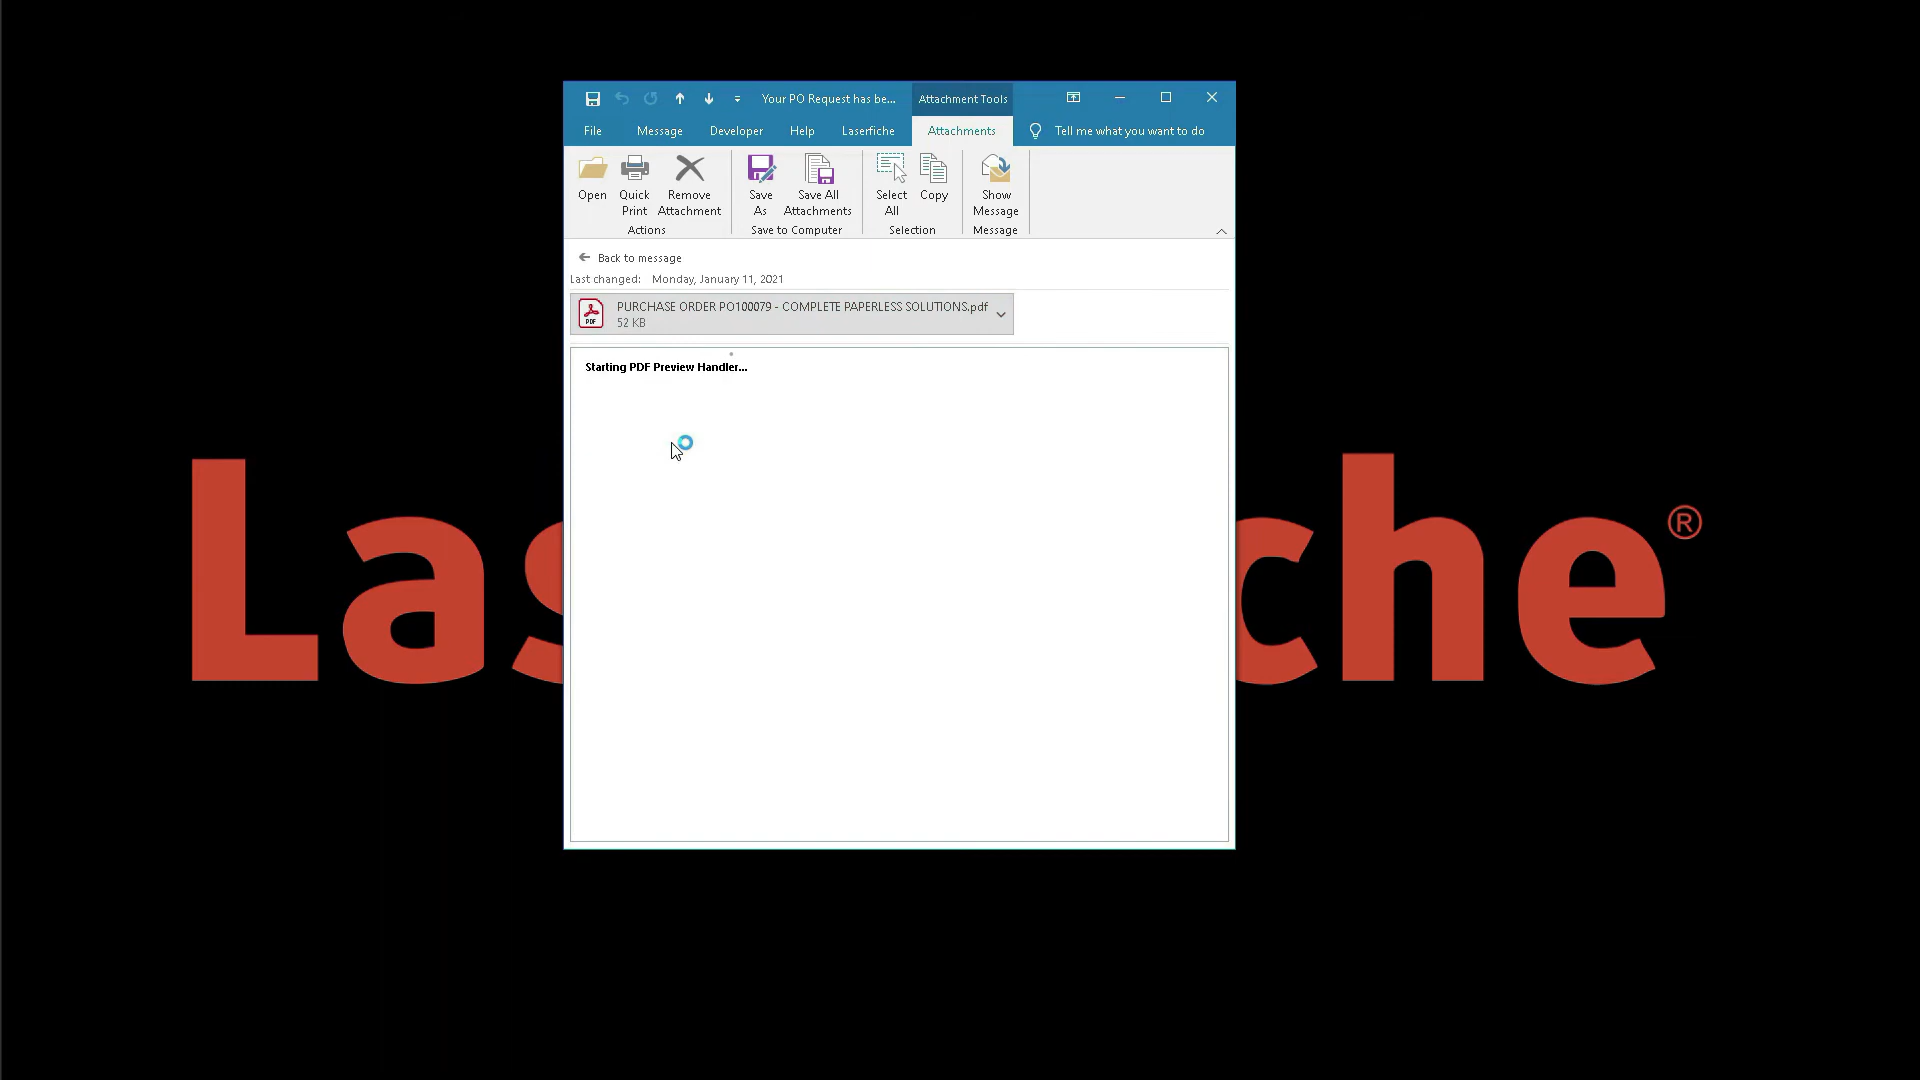 Your PO Request has be...
Attachment Tools
File
Message
Developer
Help
Laserfiche
Attachments
Tell me what you want to do
Open
Quick
Print
Remove
Attachment
Actions
Save
As
Save All
Attachments
Save to Computer
Select
All
Copy
Selection
Show
Message
Message
Back to message
Last changed: Monday, January 11, 2021
PDF
PURCHASE ORDER PO100079 - COMPLETE PAPERLESS SOLUTIONS.pdf
52 KB
Starting PDF Preview Handler...
Las
che®